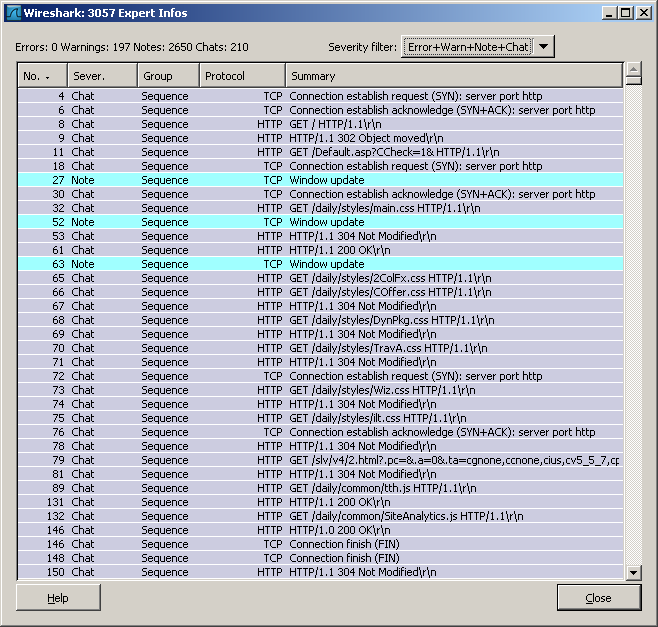 Wireshark: 3057 Expert Infos
Errors: 0 Warnings: 197 Notes: 2650 Chats: 210 Severity filter: Error+Warn+Note+Chat
No. Sever. Group Protocol Summary
4 Chat Sequence TCP Connection establish request (SYN): server port http
6 Chat Sequence TCP Connection establish acknowledge (SYN+ACK): server port http
8 Chat Sequence HTTP GET / HTTP/1.1\r\n
9 Chat Sequence HTTP HTTP/1.1 302 Object moved\r\n
11 Chat Sequence HTTP GET /Default.asp?CCheck=1& HTTP/1.1\r\n
18 Chat Sequence TCP Connection establish request (SYN): server port http
27 Note Sequence TCP Window update
30 Chat Sequence TCP Connection establish acknowledge (SYN+ACK): server port http
32 Chat Sequence HTTP GET /daily/styles/main.css HTTP/1.1\r\n
52 Note Sequence TCP Window update
53 Chat Sequence HTTP HTTP/1.1 304 Not Modified\r\n
61 Chat Sequence HTTP HTTP/1.1 200 OK\r\n
63 Note Sequence TCP Window update
65 Chat Sequence HTTP GET /daily/styles/2ColFx.css HTTP/1.1\r\n
66 Chat Sequence HTTP GET /daily/styles/COffer.css HTTP/1.1\r\n
67 Chat Sequence HTTP HTTP/1.1 304 Not Modified\r\n
68 Chat Sequence HTTP GET /daily/styles/DynPkg.css HTTP/1.1\r\n
69 Chat Sequence HTTP HTTP/1.1 304 Not Modified\r\n
70 Chat Sequence HTTP GET /daily/styles/TravA.css HTTP/1.1\r\n
71 Chat Sequence HTTP HTTP/1.1 304 Not Modified\r\n
72 Chat Sequence TCP Connection establish request (SYN): server port http
73 Chat Sequence HTTP GET /daily/styles/Wiz.css HTTP/1.1\r\n
74 Chat Sequence HTTP HTTP/1.1 304 Not Modified\r\n
75 Chat Sequence HTTP GET /daily/styles/ilt.css HTTP/1.1\r\n
76 Chat Sequence TCP Connection establish acknowledge (SYN+ACK): server port http
78 Chat Sequence HTTP HTTP/1.1 304 Not Modified\r\n
79 Chat Sequence HTTP GET /slv/v4/2.html?.pc=&.a=0&.ta=cgnone,ccnone,cius,cv5_5_7,cp
81 Chat Sequence HTTP HTTP/1.1 304 Not Modified\r\n
89 Chat Sequence HTTP GET /daily/common/tth.js HTTP/1.1\r\n
131 Chat Sequence HTTP HTTP/1.1 200 OK\r\n
132 Chat Sequence HTTP GET /daily/common/SiteAnalytics.js HTTP/1.1\r\n
146 Chat Sequence HTTP HTTP/1.0 200 OK\r\n
146 Chat Sequence TCP Connection finish (FIN)
148 Chat Sequence TCP Connection finish (FIN)
150 Chat Sequence HTTP HTTP/1.1 304 Not Modified\r\n
Help Close